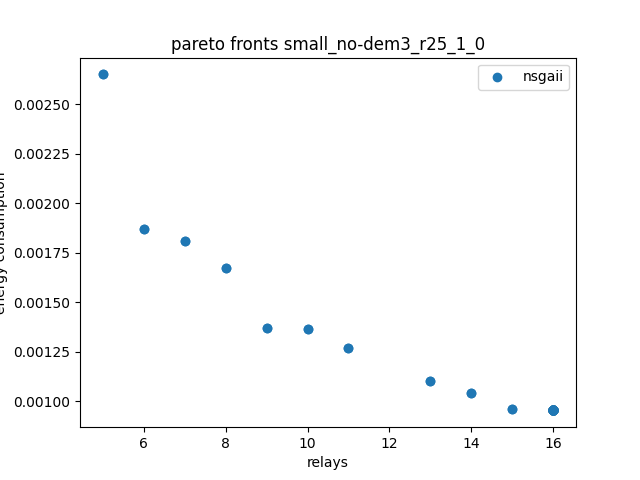 pareto fronts small_no-dem3_r25_1_0
nsgaii
0.00250
0.00225
0.00200
0.00175
0.00150
0.00125
0.00100
energy consumption
6 8 10 12 14 16
relays